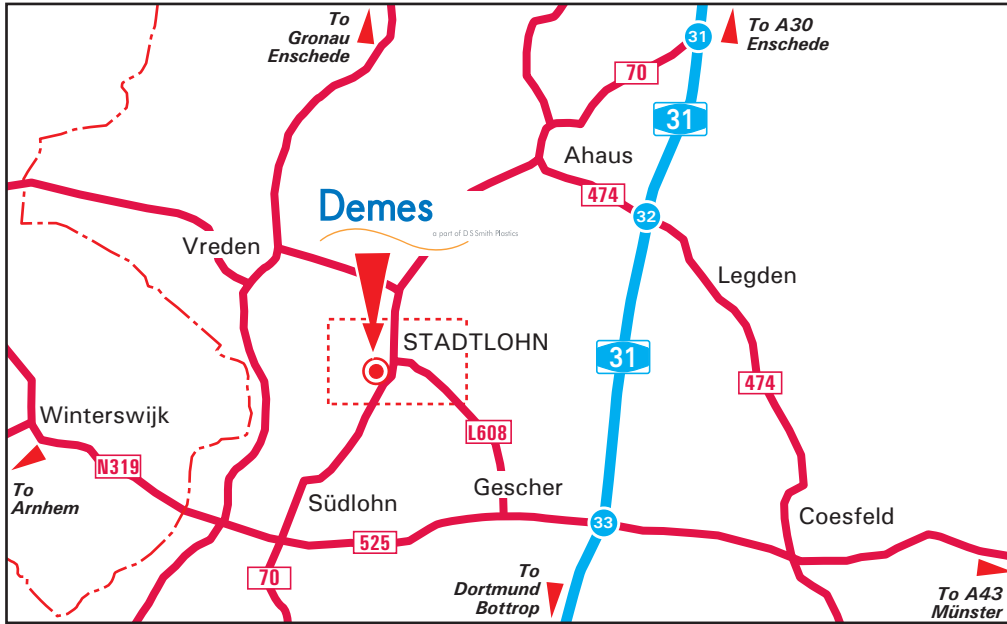 To
Gronau
Enschede
31
To A30
Enschede
70
31
Ahaus
474
32
Demes
a part of DS Smith Plastics
Vreden
Legden
STADTLOHN
31
474
Winterswijk
L608
N319
To
Arnhem
Südlohn
Gescher
Coesfeld
33
525
70
To
Dortmund
Bottrop
To A43
Münster